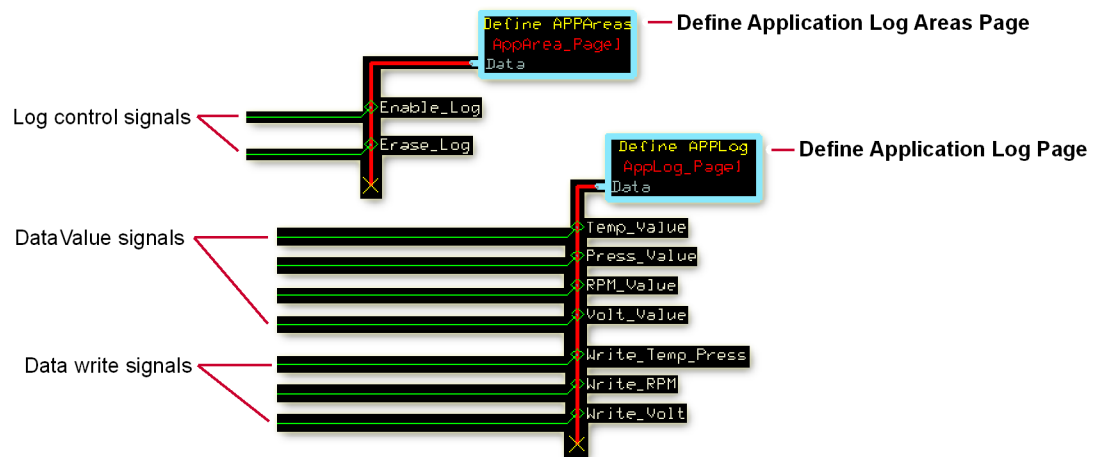 Define APPAreas
AppArea_Page1
Data
Define Application Log Areas Page
Enable_Log
Log control signals
Erase_Log
Define APPLog
AppLog_Page1
Data
Define Application Log Page
Temp_Value
DataValue signals
Press_Value
RPM_Value
Volt_Value
Write_Temp_Press
Data write signals
Write_RPM
Write_Volt